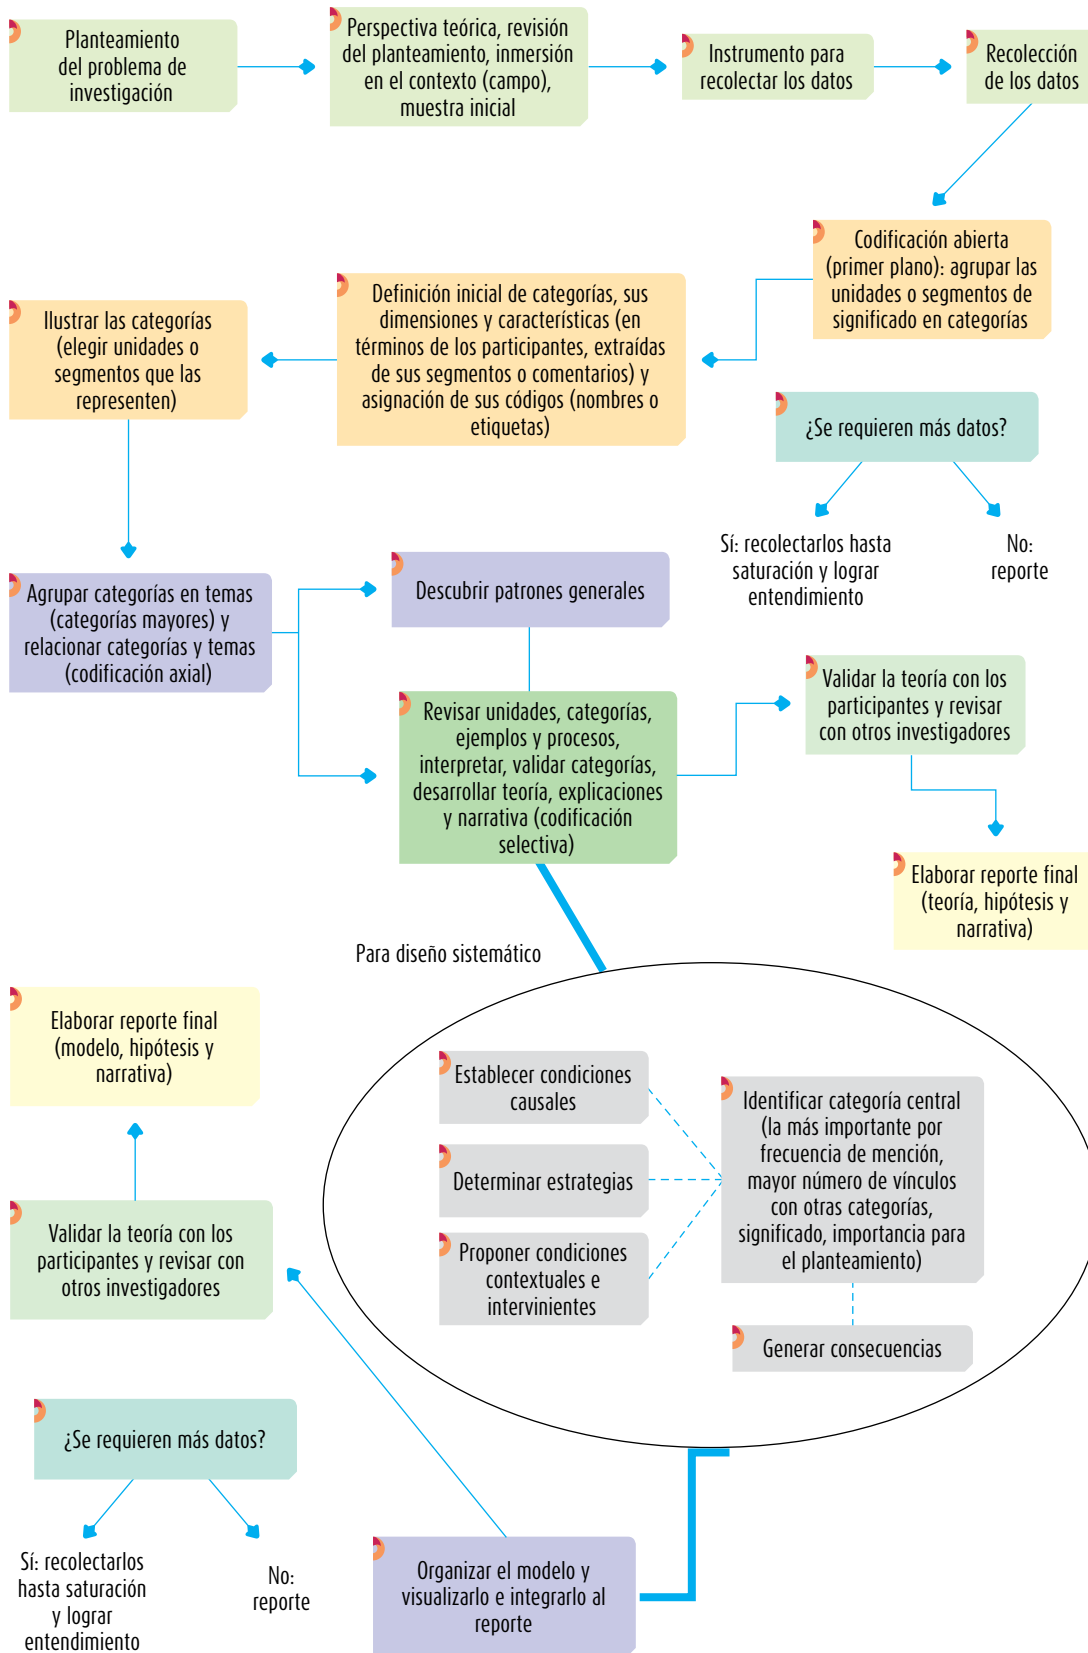 Planteamiento
del problema de
investigación
Perspectiva teórica, revisión
del planteamiento, inmersión
en el contexto (campo),
muestra inicial
Instrumento para
recolectar los datos
Recolección
de los datos
Codificación abierta
(primer plano): agrupar las
unidades o segmentos de
significado en categorías
Definición inicial de categorías, sus
dimensiones y características (en
términos de los participantes, extraídas
de sus segmentos o comentarios) y
asignación de sus códigos (nombres o
etiquetas)
Ilustrar las categorías
(elegir unidades o
segmentos que las
representen)
¿Se requieren más datos?
Sí: recolectarlos hasta
saturación y lograr
entendimiento
No:
reporte
Agrupar categorías en temas
(categorías mayores) y
relacionar categorías y temas
(codificación axial)
Descubrir patrones generales
Revisar unidades, categorías,
ejemplos y procesos,
interpretar, validar categorías,
desarrollar teoría, explicaciones
y narrativa (codificación
selectiva)
Validar la teoría con los
participantes y revisar
con otros investigadores
Elaborar reporte final
(teoría, hipótesis y
narrativa)
Para diseño sistemático
Establecer condiciones
causales
Determinar estrategias
Proponer condiciones
contextuales e
intervinientes
Identificar categoría central
(la más importante por
frecuencia de mención,
mayor número de vínculos
con otras categorías,
significado, importancia para
el planteamiento)
Generar consecuencias
Elaborar reporte final
(modelo, hipótesis y
narrativa)
Validar la teoría con los
participantes y revisar con
otros investigadores
¿Se requieren más datos?
Sí: recolectarlos
hasta saturación
y lograr
entendimiento
No:
reporte
Organizar el modelo y
visualizarlo e integrarlo al
reporte